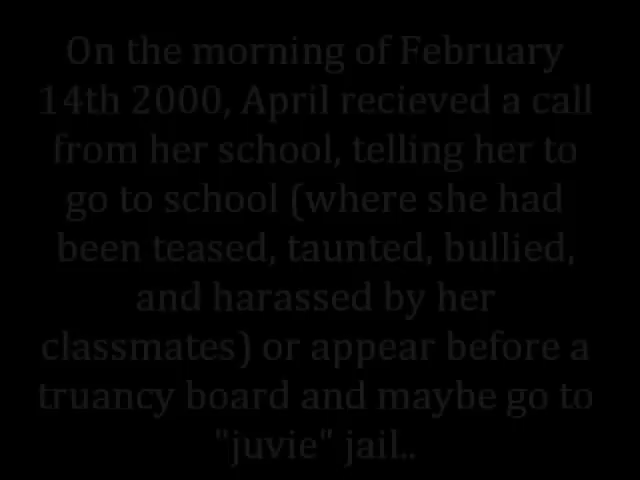 On the morning of February
14th 2000, April recieved a call
from her school, telling her to
go to school (where she had
been teased, taunted, bullied,
and harassed by her
classmates) or appear before a
truancy board and maybe go to
"juvie" jail..